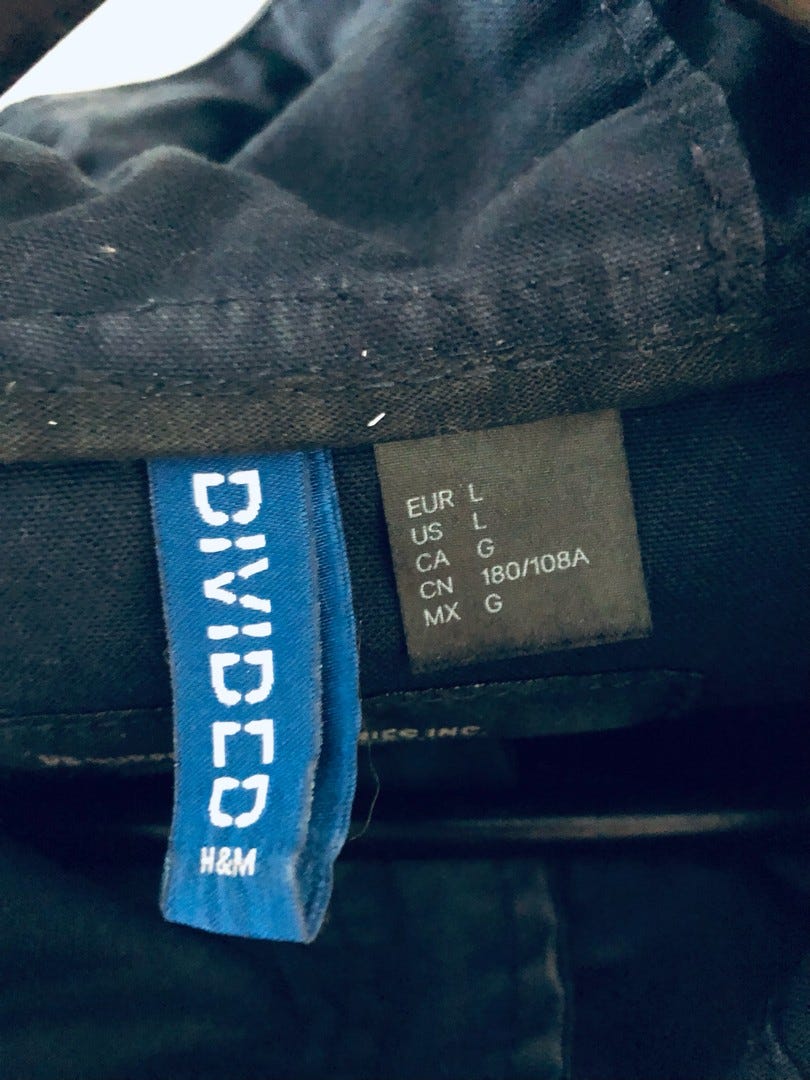 DIVIDED
H&M
EUR L
US L
CA G
CN 180/108A
MX G